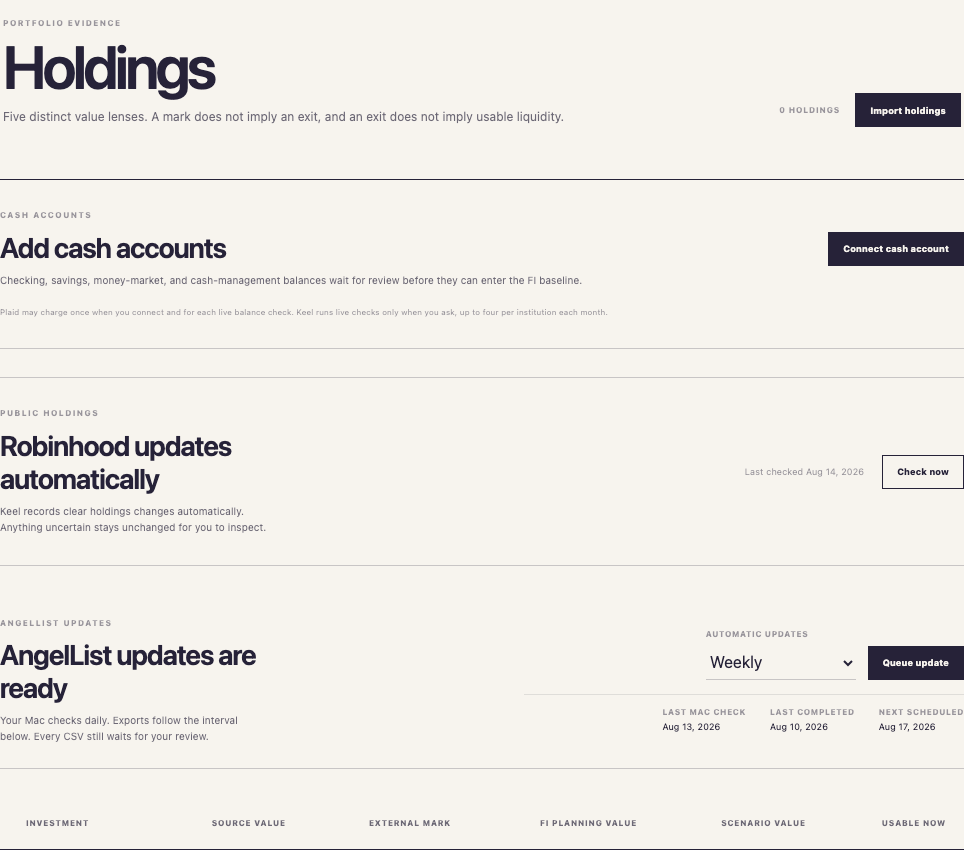 PORTFOLIO EVIDENCE
Holdings
Five distinct value lenses. A mark does not imply an exit, and an exit does not imply usable liquidity.
0 HOLDINGS
Import holdings
CASH ACCOUNTS
Add cash accounts
Connect cash account
Checking, savings, money-market, and cash-management balances wait for review before they can enter the FI baseline.
Plaid may charge once when you connect and for each live balance check. Keel runs live checks only when you ask, up to four per institution each month.
PUBLIC HOLDINGS
Robinhood updates
automatically
Last checked Aug 14, 2026
Check now
Keel records clear holdings changes automatically.
Anything uncertain stays unchanged for you to inspect.
ANGELLIST UPDATES
AngelList updates are
ready
Your Mac checks daily. Exports follow the interval
below. Every CSV still waits for your review.
AUTOMATIC UPDATES
Weekly
Queue update
LAST MAC CHECK
Aug 13, 2026
LAST COMPLETED
Aug 10, 2026
NEXT SCHEDULED
Aug 17, 2026
INVESTMENT
SOURCE VALUE
EXTERNAL MARK
FI PLANNING VALUE
SCENARIO VALUE
USABLE NOW